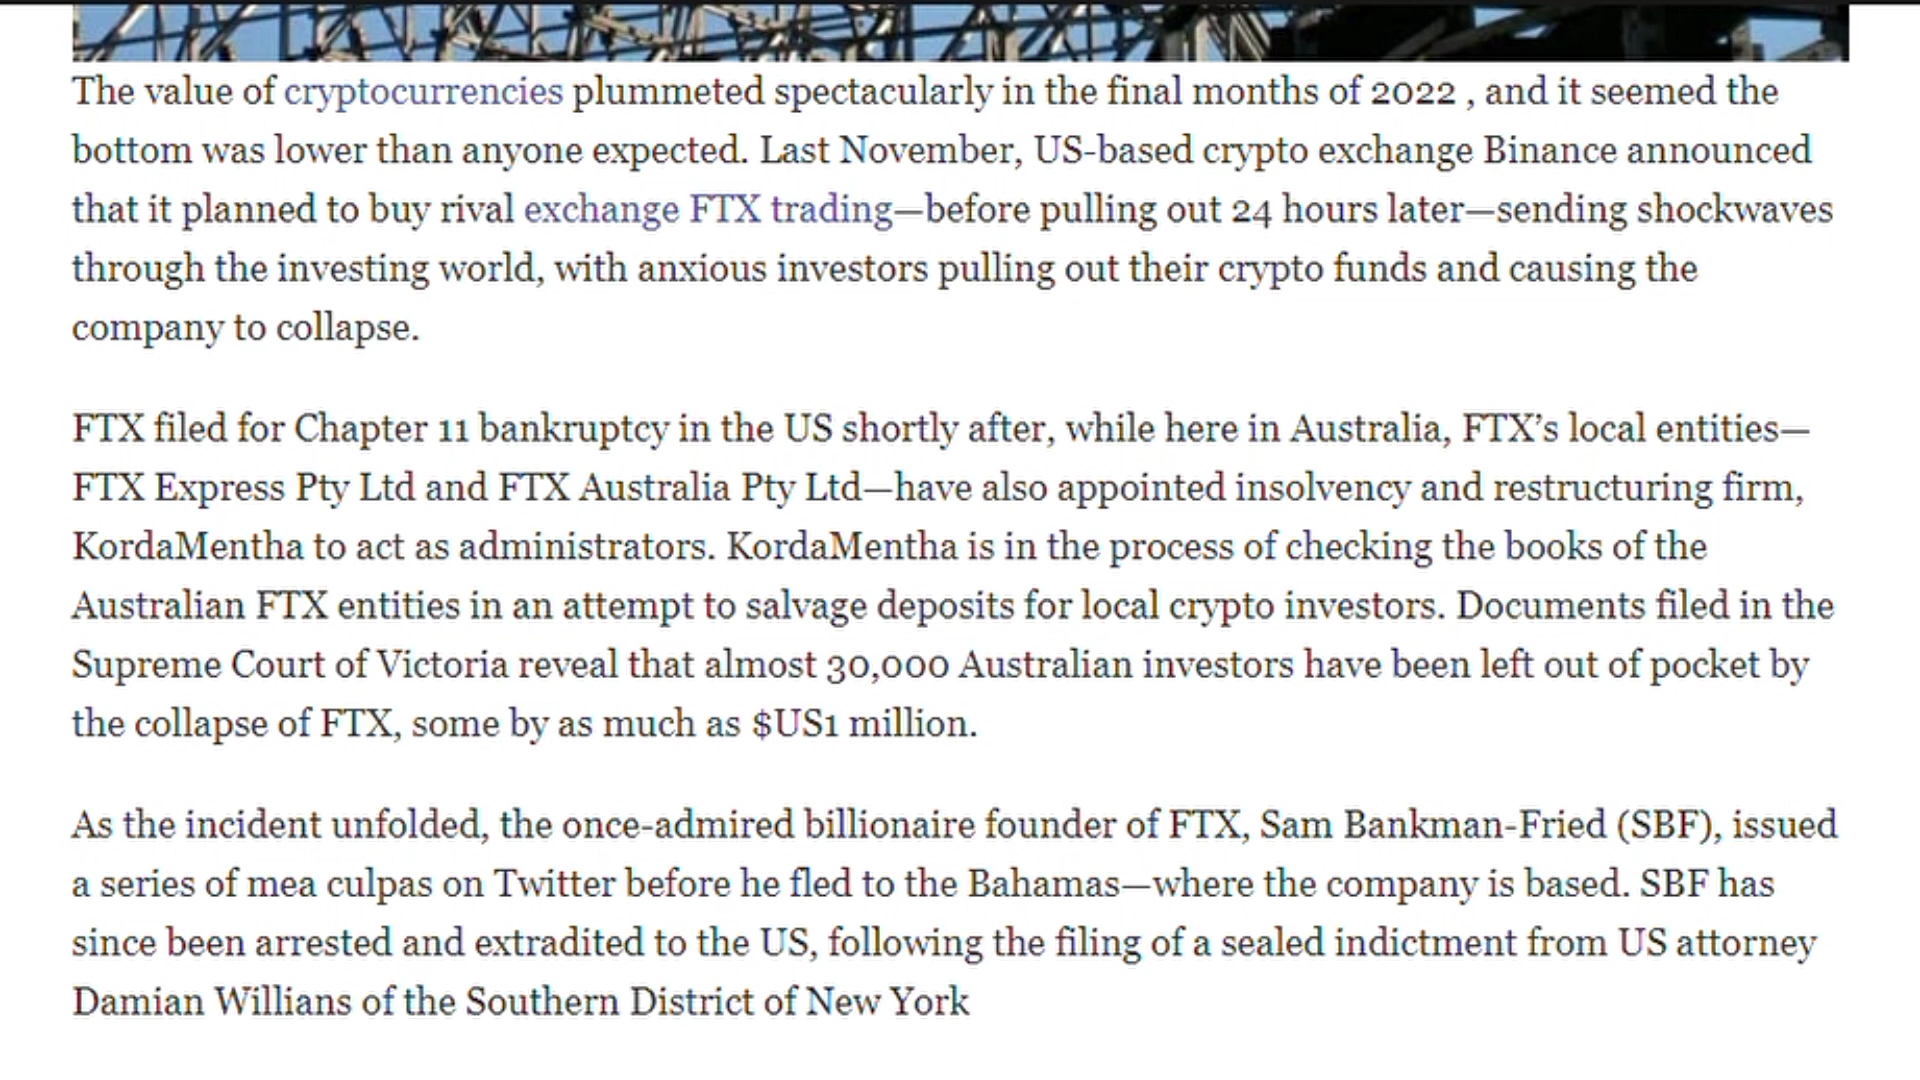 The value of cryptocurrencies plummeted spectacularly in the final months of 2022 , and it seemed the
bottom was lower than anyone expected. Last November, US-based crypto exchange Binance announced
that it planned to buy rival exchange FTX trading—before pulling out 24 hours later—sending shockwaves
through the investing world, with anxious investors pulling out their crypto funds and causing the
company to collapse.
FTX filed for Chapter 11 bankruptcy in the US shortly after, while here in Australia, FTX’s local entities—
FTX Express Pty Ltd and FTX Australia Pty Ltd—have also appointed insolvency and restructuring firm,
KordaMentha to act as administrators. KordaMentha is in the process of checking the books of the
Australian FTX entities in an attempt to salvage deposits for local crypto investors. Documents filed in the
Supreme Court of Victoria reveal that almost 30,000 Australian investors have been left out of pocket by
the collapse of FTX, some by as much as $US1 million.
As the incident unfolded, the once-admired billionaire founder of FTX, Sam Bankman-Fried (SBF), issued
a series of mea culpas on Twitter before he fled to the Bahamas—where the company is based. SBF has
since been arrested and extradited to the US, following the filing of a sealed indictment from US attorney
Damian Willians of the Southern District of New York